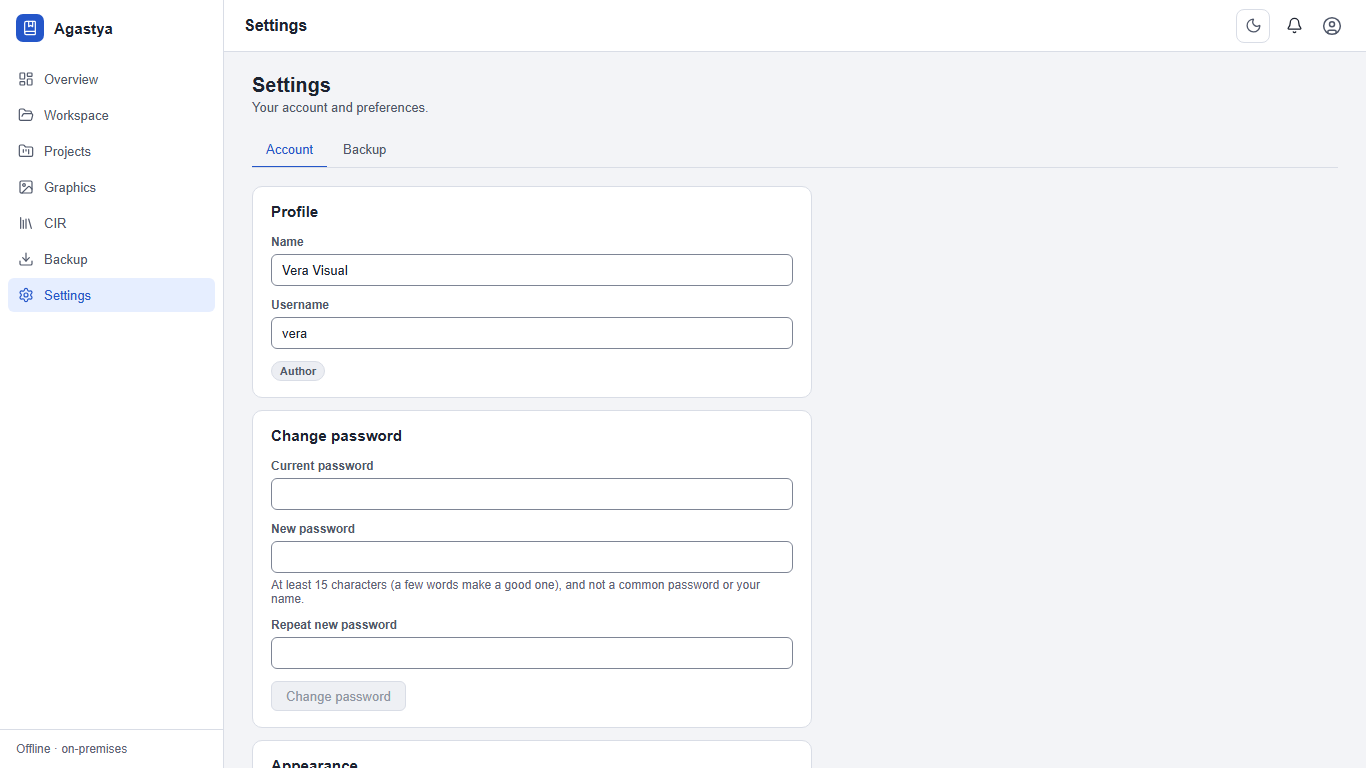 Agastya
Settings
Overview
Workspace
Projects
Graphics
CIR
Backup
Settings
Offline · on-premises
Settings
Your account and preferences.
Account
Backup
Profile
Name
Vera Visual
Username
vera
Author
Change password
Current password
New password
At least 15 characters (a few words make a good one), and not a common password or your
name.
Repeat new password
Change password
Appearance